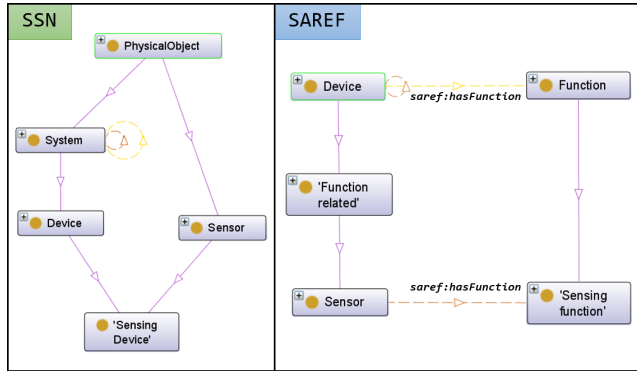 SSN
PhysicalObject
System
Device
Sensor
'Sensing
Device'
SAREF
Device
saref:hasFunction
Function
'Function
related'
Sensor
saref:hasFunction
'Sensing
function'